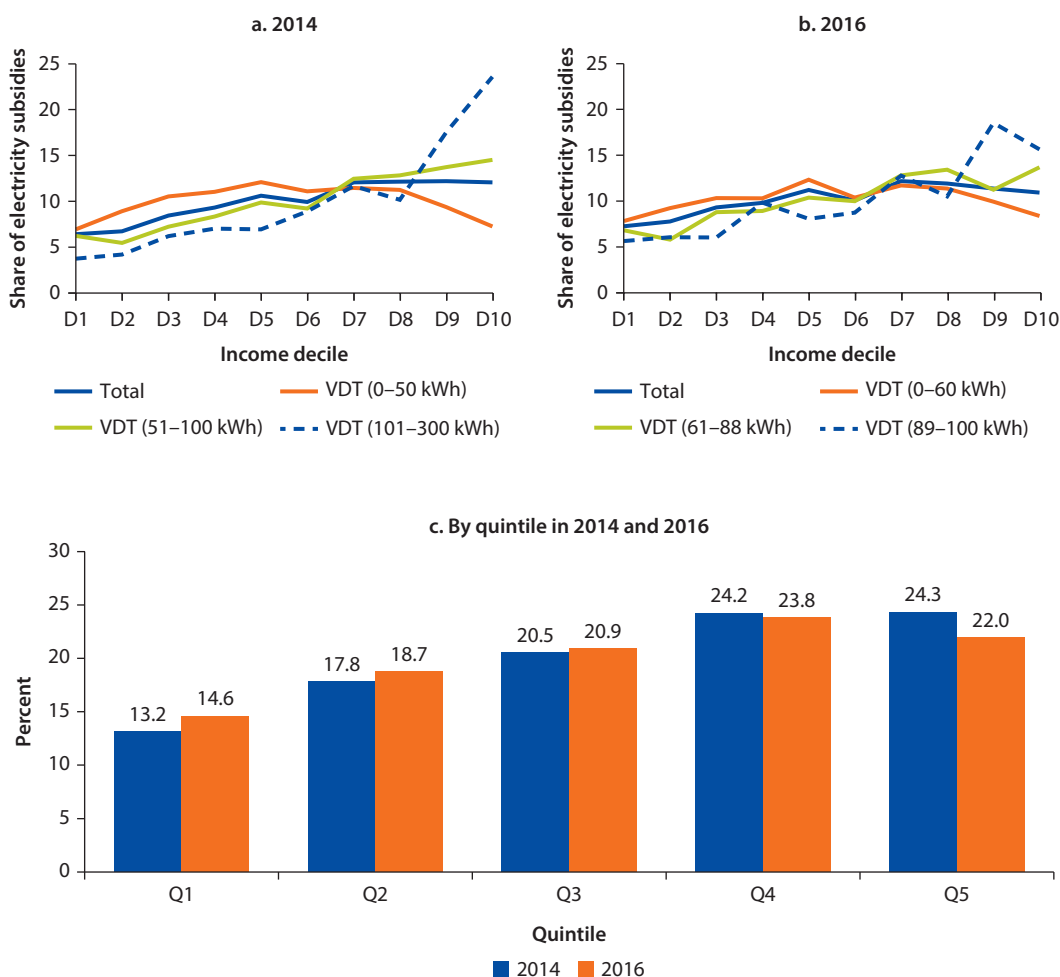 a. 2014
Share of electricity subsidies
25
20
15
10
5
0
D1 D2 D3 D4 D5 D6 D7 D8 D9 D10
Income decile
Total
VDT (0–50 kWh)
VDT (51–100 kWh)
VDT (101–300 kWh)
b. 2016
Share of electricity subsidies
25
20
15
10
5
0
D1 D2 D3 D4 D5 D6 D7 D8 D9 D10
Income decile
Total
VDT (0–60 kWh)
VDT (61–88 kWh)
VDT (89–100 kWh)
c. By quintile in 2014 and 2016
Percent
30
25
20
15
10
5
0
13.2
14.6
17.8
18.7
20.5
20.9
24.2
23.8
24.3
22.0
Q1 Q2 Q3 Q4 Q5
Quintile
2014 2016